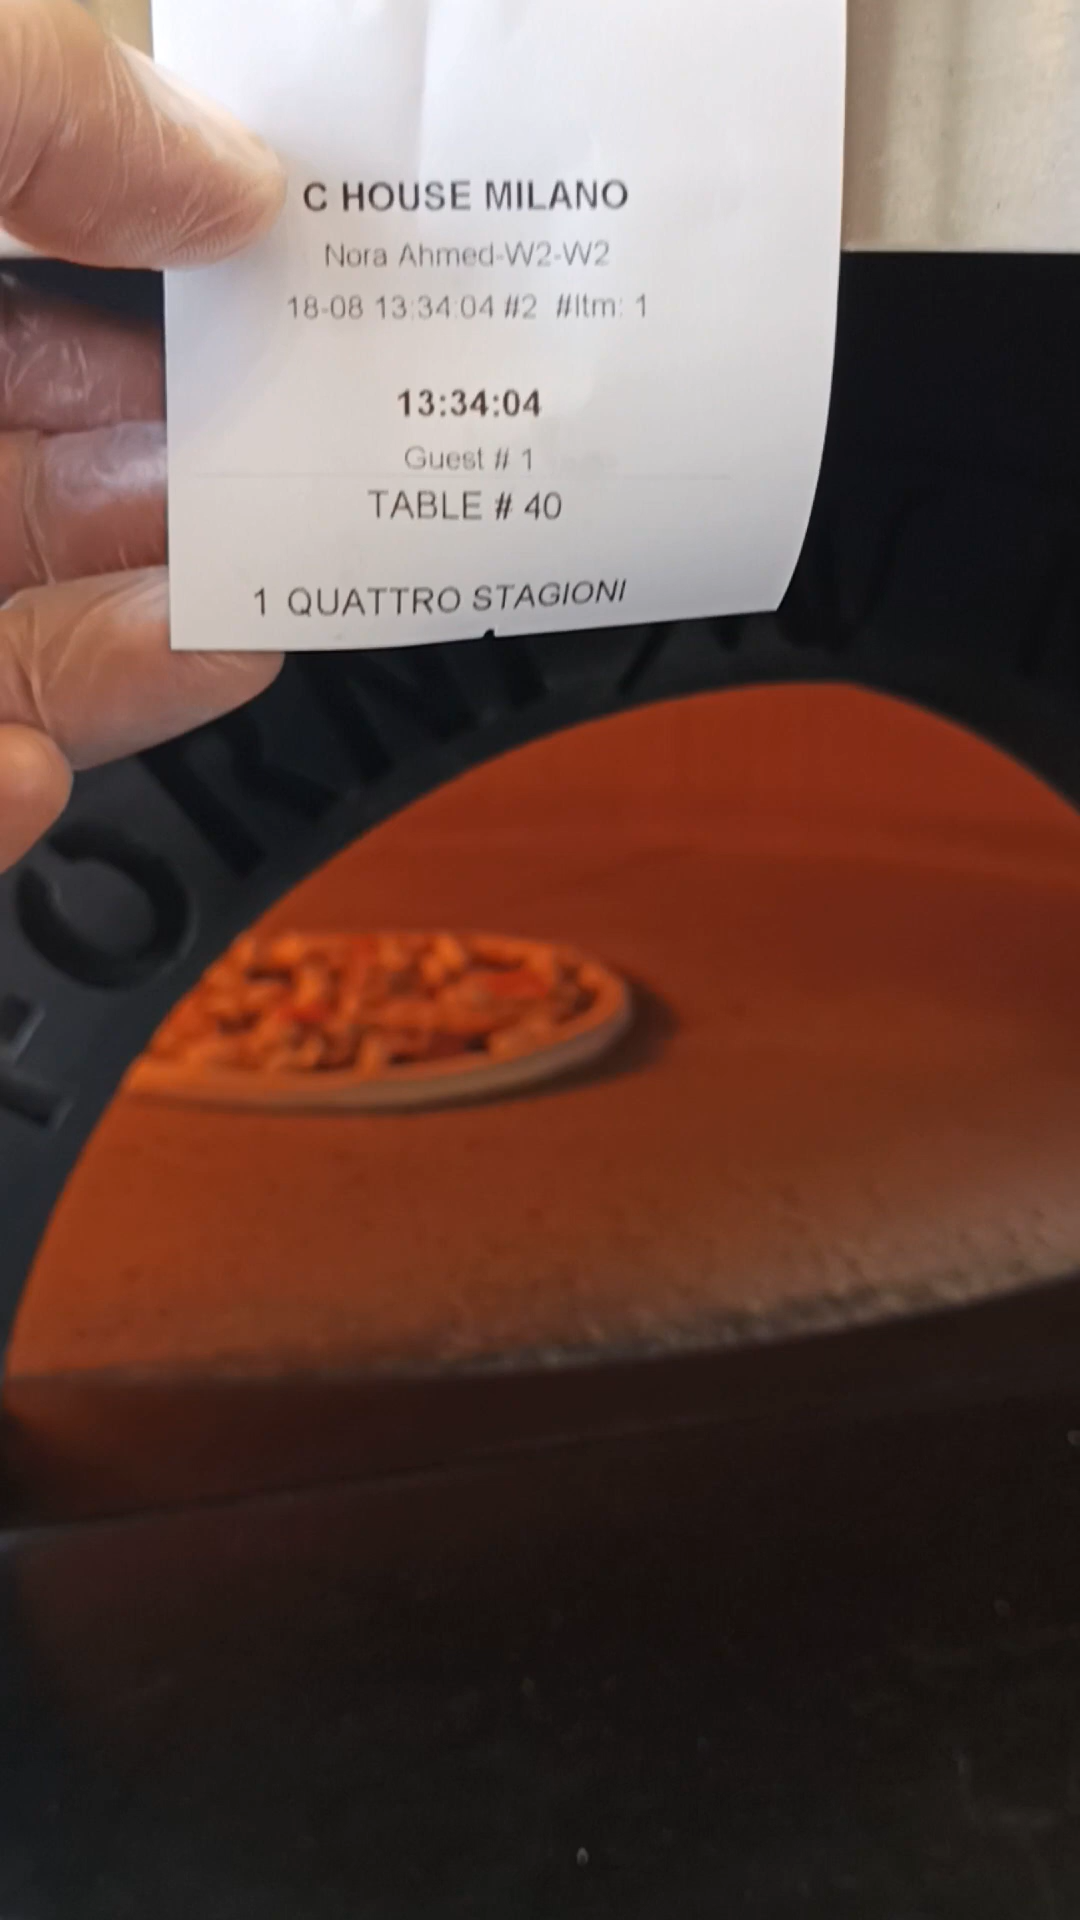 C HOUSE MILANO
Nora Ahmed-W2-W2
18-08 13:34:04 #2 #Itm: 1
13:34:04
Guest # 1
TABLE # 40
1 QUATTRO STAGIONI
FORNI